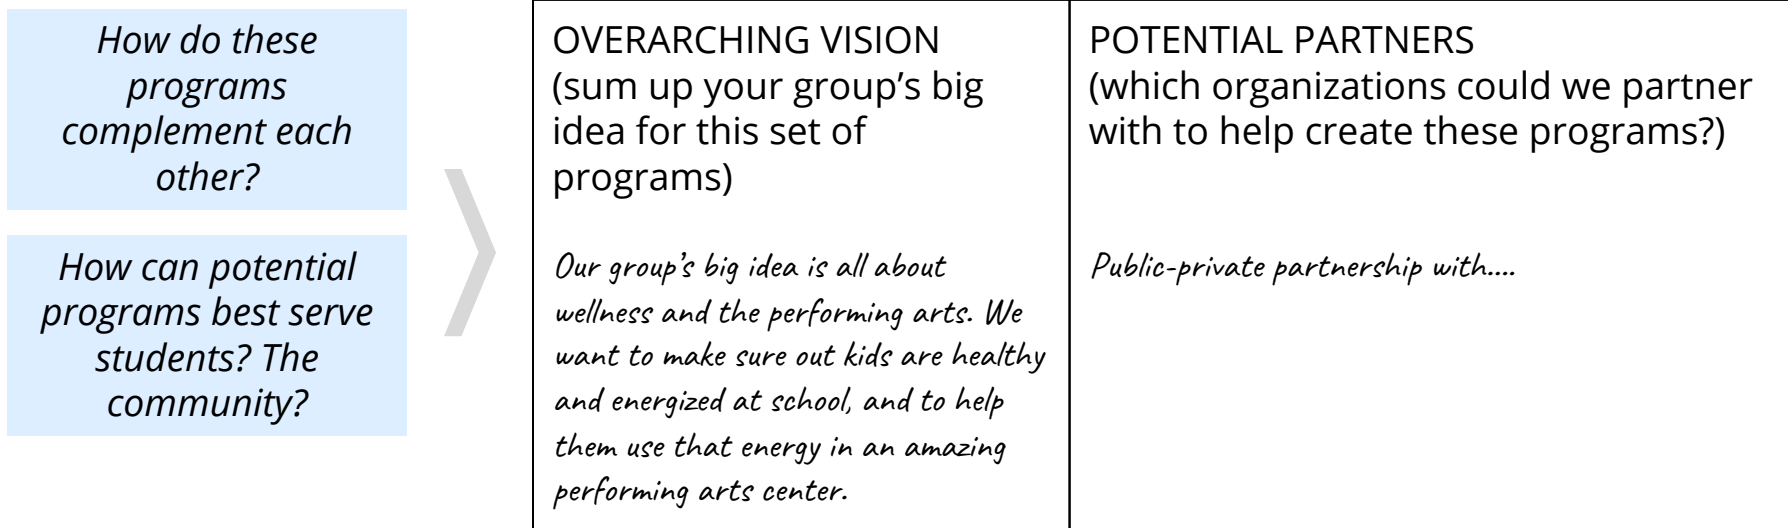 How do these
programs
complement each
other?
How can potential
programs best serve
students? The
community?
OVERARCHING VISION
(sum up your group's big
idea for this set of
programs)
Our group's big idea is all about
wellness and the performing arts. We
want to make sure out kids are healthy
and energized at school, and to help
them use that energy in an amazing
performing arts center.
POTENTIAL PARTNERS
(which organizations could we partner
with to help create these programs?)
Public-private partnership with....